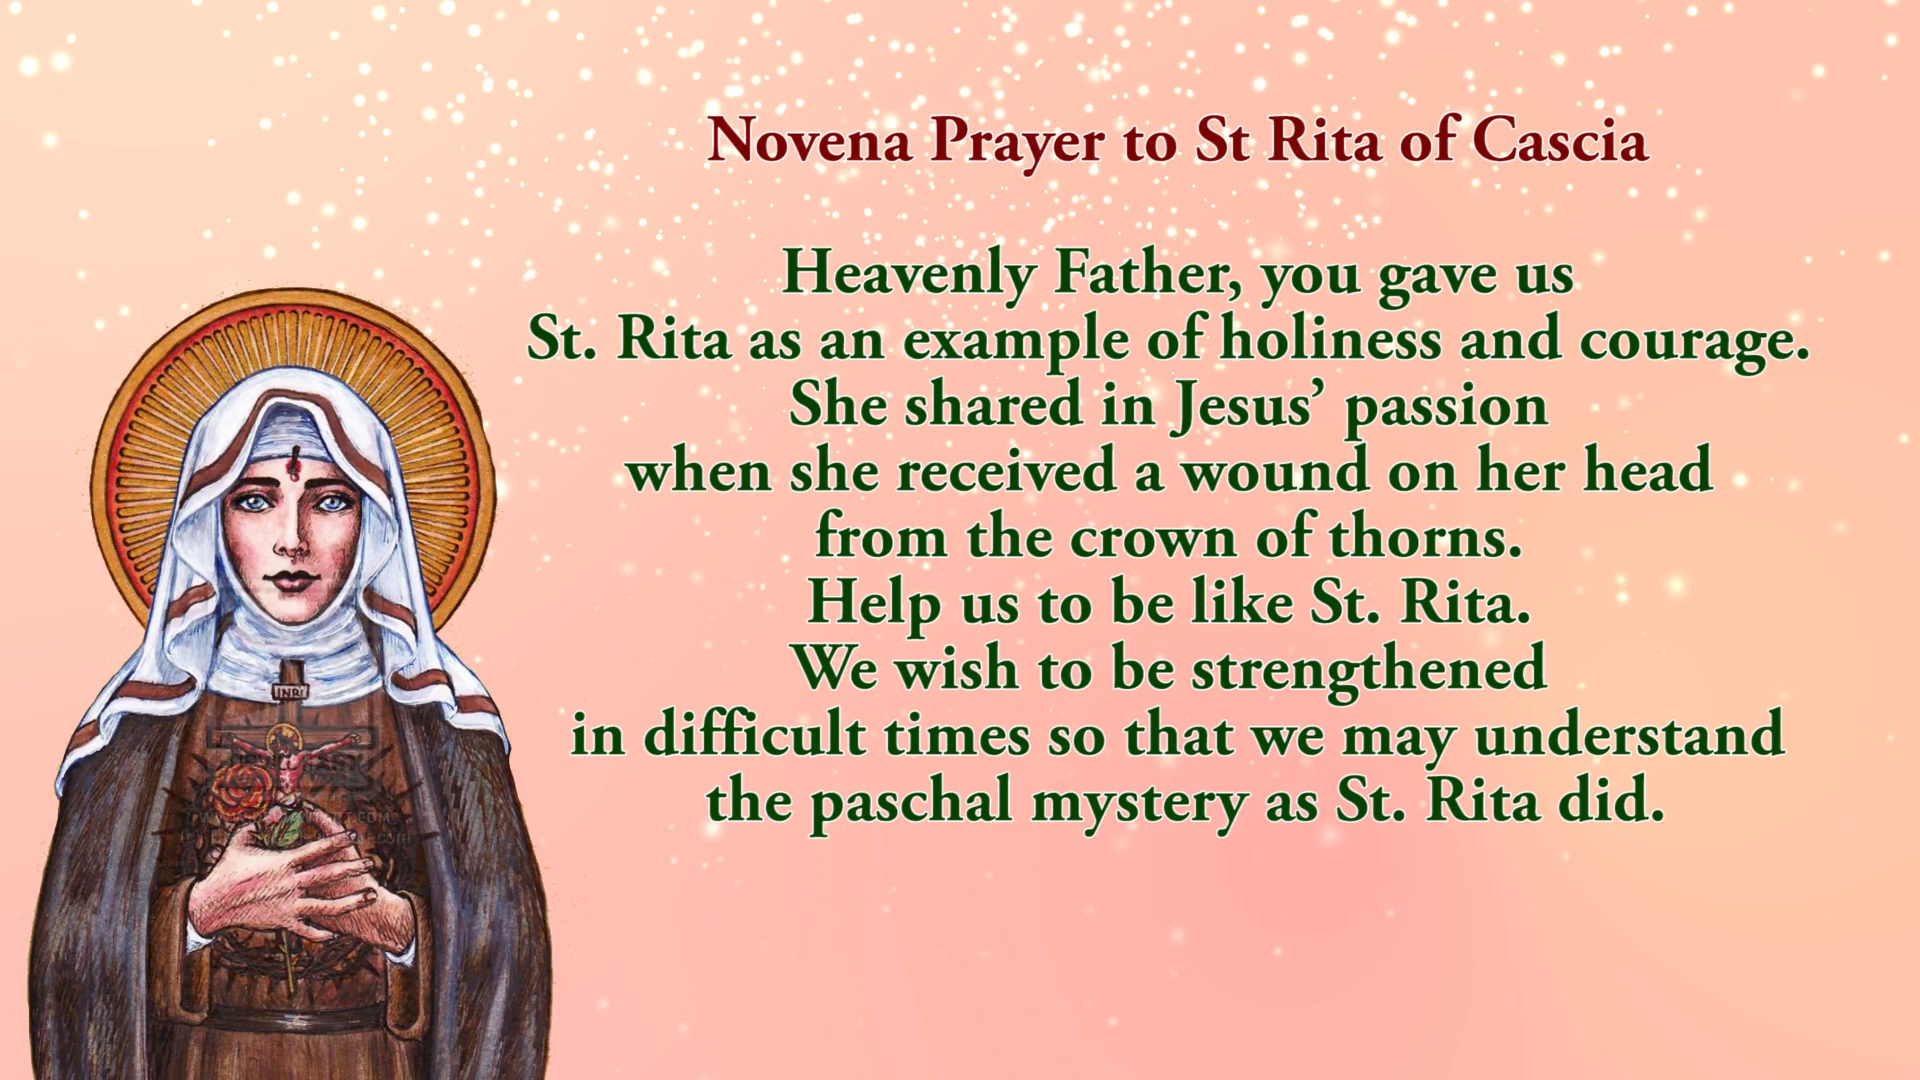 Novena Prayer to St Rita of Cascia
Heavenly Father, you gave us
St. Rita as an example of holiness and courage.
She shared in Jesus’ passion
when she received a wound on her head
from the crown of thorns.
Help us to be like St. Rita.
We wish to be strengthened
in difficult times so that we may understand
the paschal mystery as St. Rita did.
INRI